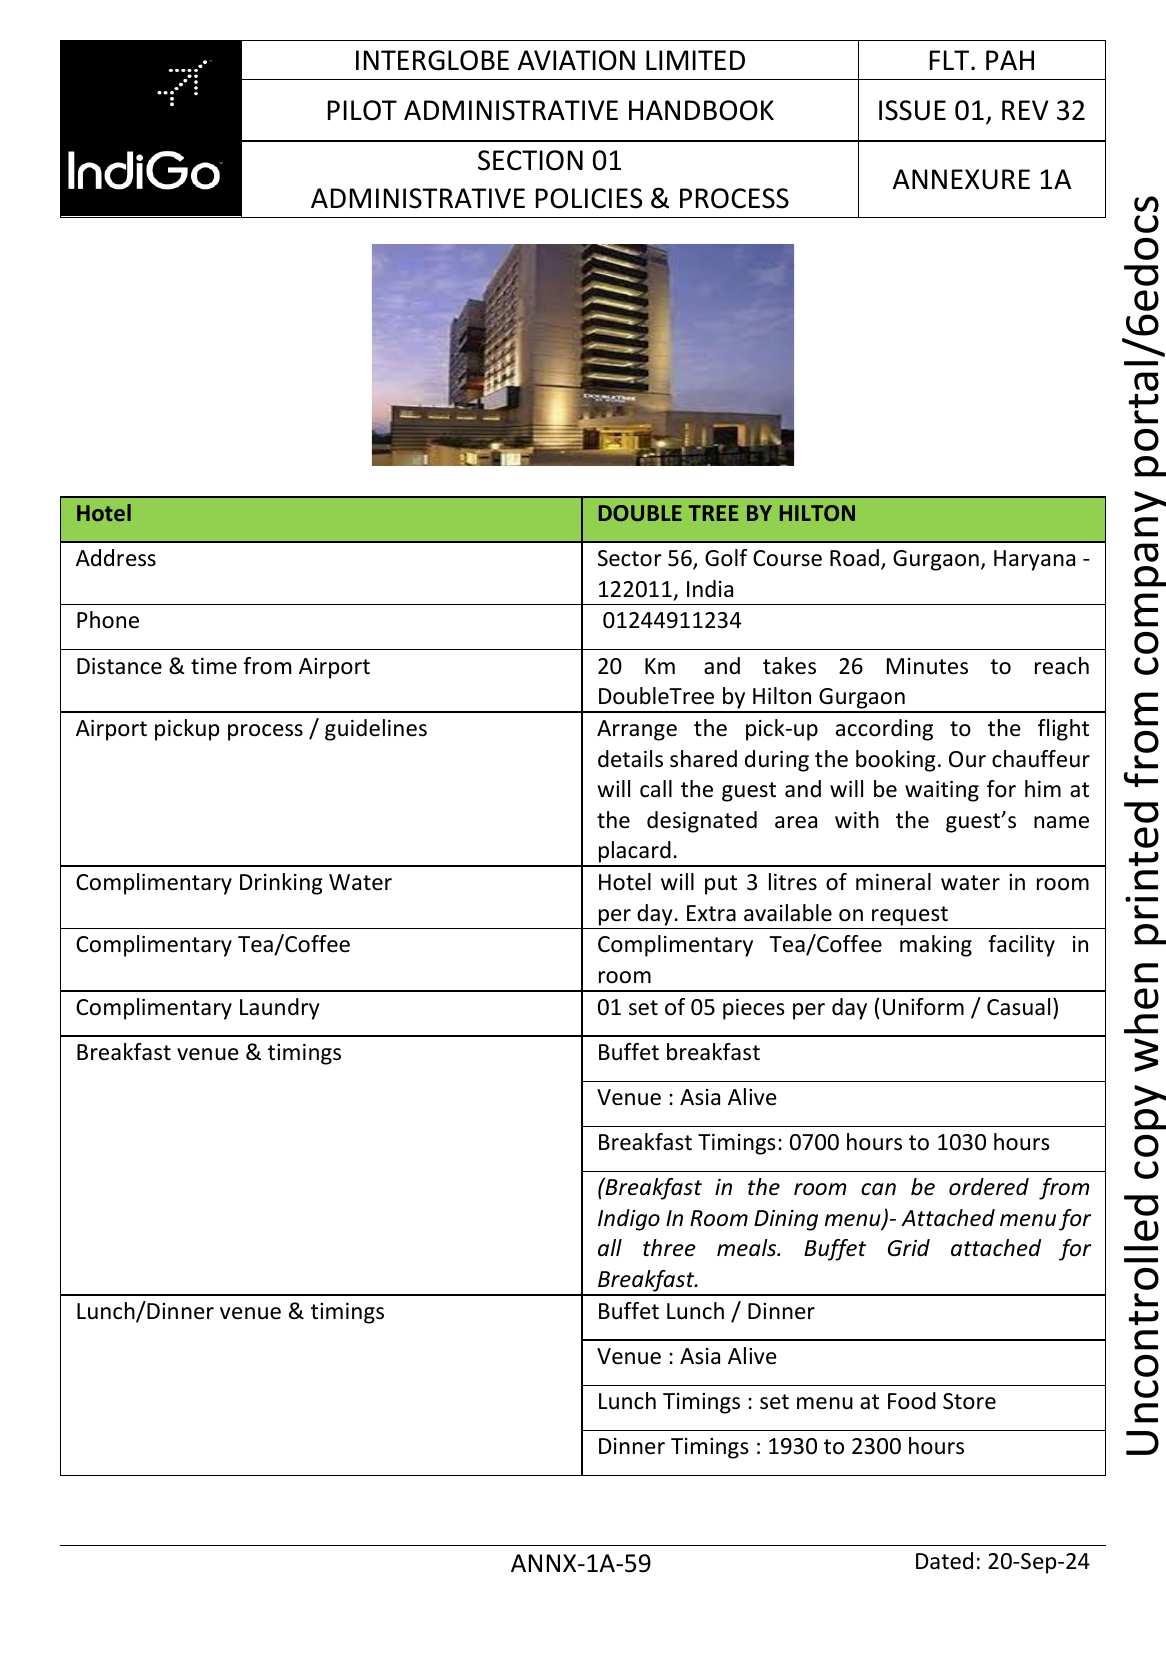 INTERGLOBE AVIATION LIMITED
FLT. PAH
PILOT ADMINISTRATIVE HANDBOOK
ISSUE 01, REV 32
IndiGo
SECTION 01
ADMINISTRATIVE POLICIES & PROCESS
ANNEXURE 1A
DOUBLETREE
Hotel
DOUBLE TREE BY HILTON
Address
Sector 56, Golf Course Road, Gurgaon, Haryana -
122011, India
Phone
01244911234
Distance & time from Airport
20 Km and takes 26 Minutes to reach
DoubleTree by Hilton Gurgaon
Airport pickup process / guidelines
Arrange the pick-up according to the flight
details shared during the booking. Our chauffeur
will call the guest and will be waiting for him at
the designated area with the guest’s name
placard.
Complimentary Drinking Water
Hotel will put 3 litres of mineral water in room
per day. Extra available on request
Complimentary Tea/Coffee
Complimentary Tea/Coffee making facility in
room
Complimentary Laundry
01 set of 05 pieces per day (Uniform / Casual)
Breakfast venue & timings
Buffet breakfast
Venue : Asia Alive
Breakfast Timings: 0700 hours to 1030 hours
(Breakfast in the room can be ordered from
Indigo In Room Dining menu)- Attached menu for
all three meals. Buffet Grid attached for
Breakfast.
Lunch/Dinner venue & timings
Buffet Lunch / Dinner
Venue : Asia Alive
Lunch Timings : set menu at Food Store
Dinner Timings : 1930 to 2300 hours
ANNX-1A-59
Dated: 20-Sep-24
Uncontrolled copy when printed from company portal/6edocs